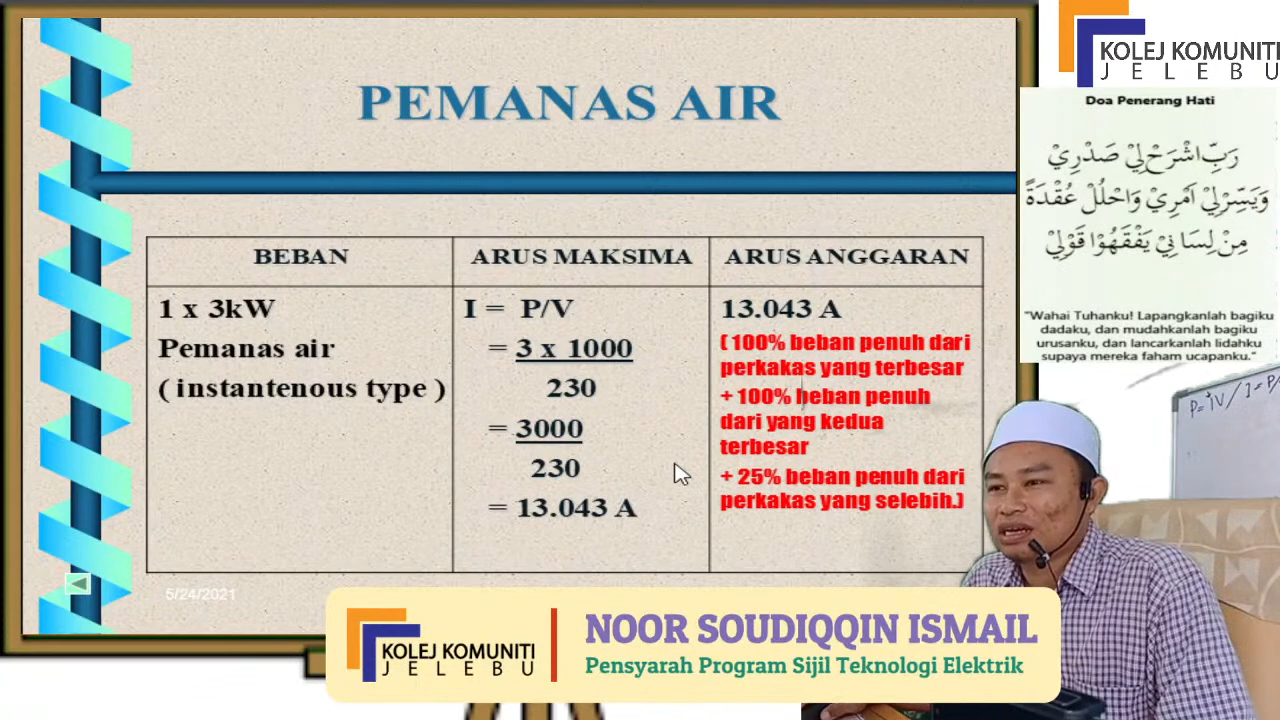 PEMANAS AIR
BEBAN
ARUS MAKSIMA
ARUS ANGGARAN
1 x 3kW
Pemanas air
( instantenous type )
I = P/V
= 3 x 1000
230
= 3000
230
= 13.043 A
13.043 A
( 100% beban penuh dari
perkakas yang terbesar
+ 100% beban penuh
dari yang kedua
terbesar
+ 25% beban penuh dari
perkakas yang selebih.)
5/24/2021
KOLEJ KOMUNITI
JELEBU
Doa Penerang Hati
رَبِّ اشْرَحْ لِيْ صَدْرِيْ
وَيَسِّرْ لِيْ اَمْرِيْ وَاحْلُلْ عُقْدَةً
مِنْ لِسَانِيْ يَفْقَهُوْا قَوْلِيْ
"Wahai Tuhanku! Lapangkanlah bagiku
dadaku, dan mudahkanlah bagiku
urusanku, dan lancarkanlah lidahku
supaya mereka faham ucapanku."
KOLEJ KOMUNITI
JELEBU
NOOR SOUDIQQIN ISMAIL
Pensyarah Program Sijil Teknologi Elektrik